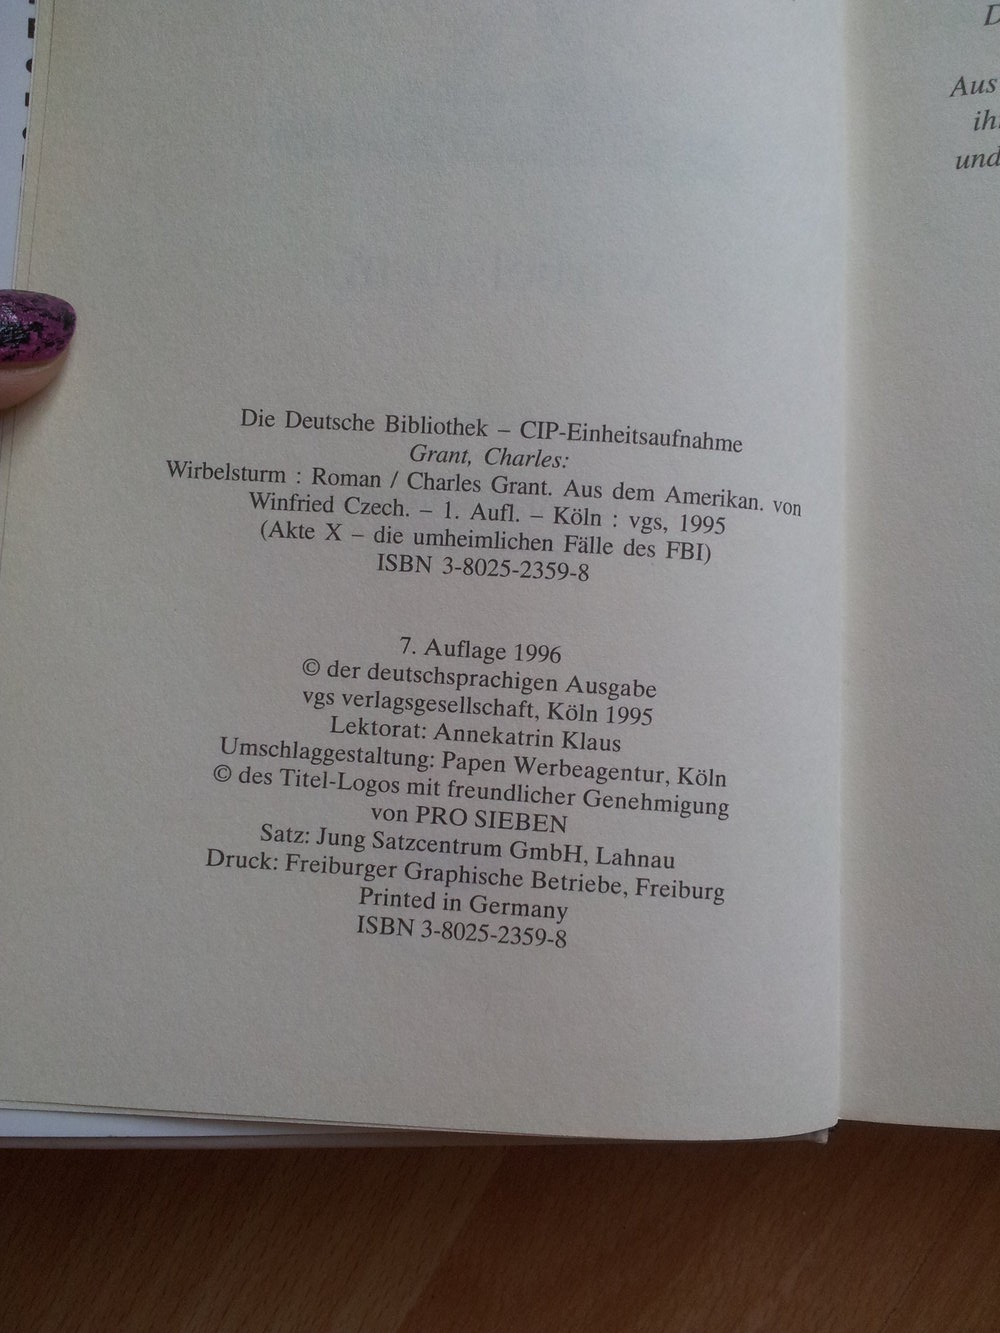 Die Deutsche Bibliothek – CIP-Einheitsaufnahme
Grant, Charles:
Wirbelsturm : Roman / Charles Grant. Aus dem Amerikan. von
Winfried Czech. – 1. Aufl. – Köln : vgs, 1995
(Akte X – die umheimlichen Fälle des FBI)
ISBN 3-8025-2359-8
7. Auflage 1996
© der deutschsprachigen Ausgabe
vgs verlagsgesellschaft, Köln 1995
Lektorat: Annekatrin Klaus
Umschlaggestaltung: Papen Werbeagentur, Köln
© des Titel-Logos mit freundlicher Genehmigung
von PRO SIEBEN
Satz: Jung Satzcentrum GmbH, Lahnau
Druck: Freiburger Graphische Betriebe, Freiburg
Printed in Germany
ISBN 3-8025-2359-8
Aus
und